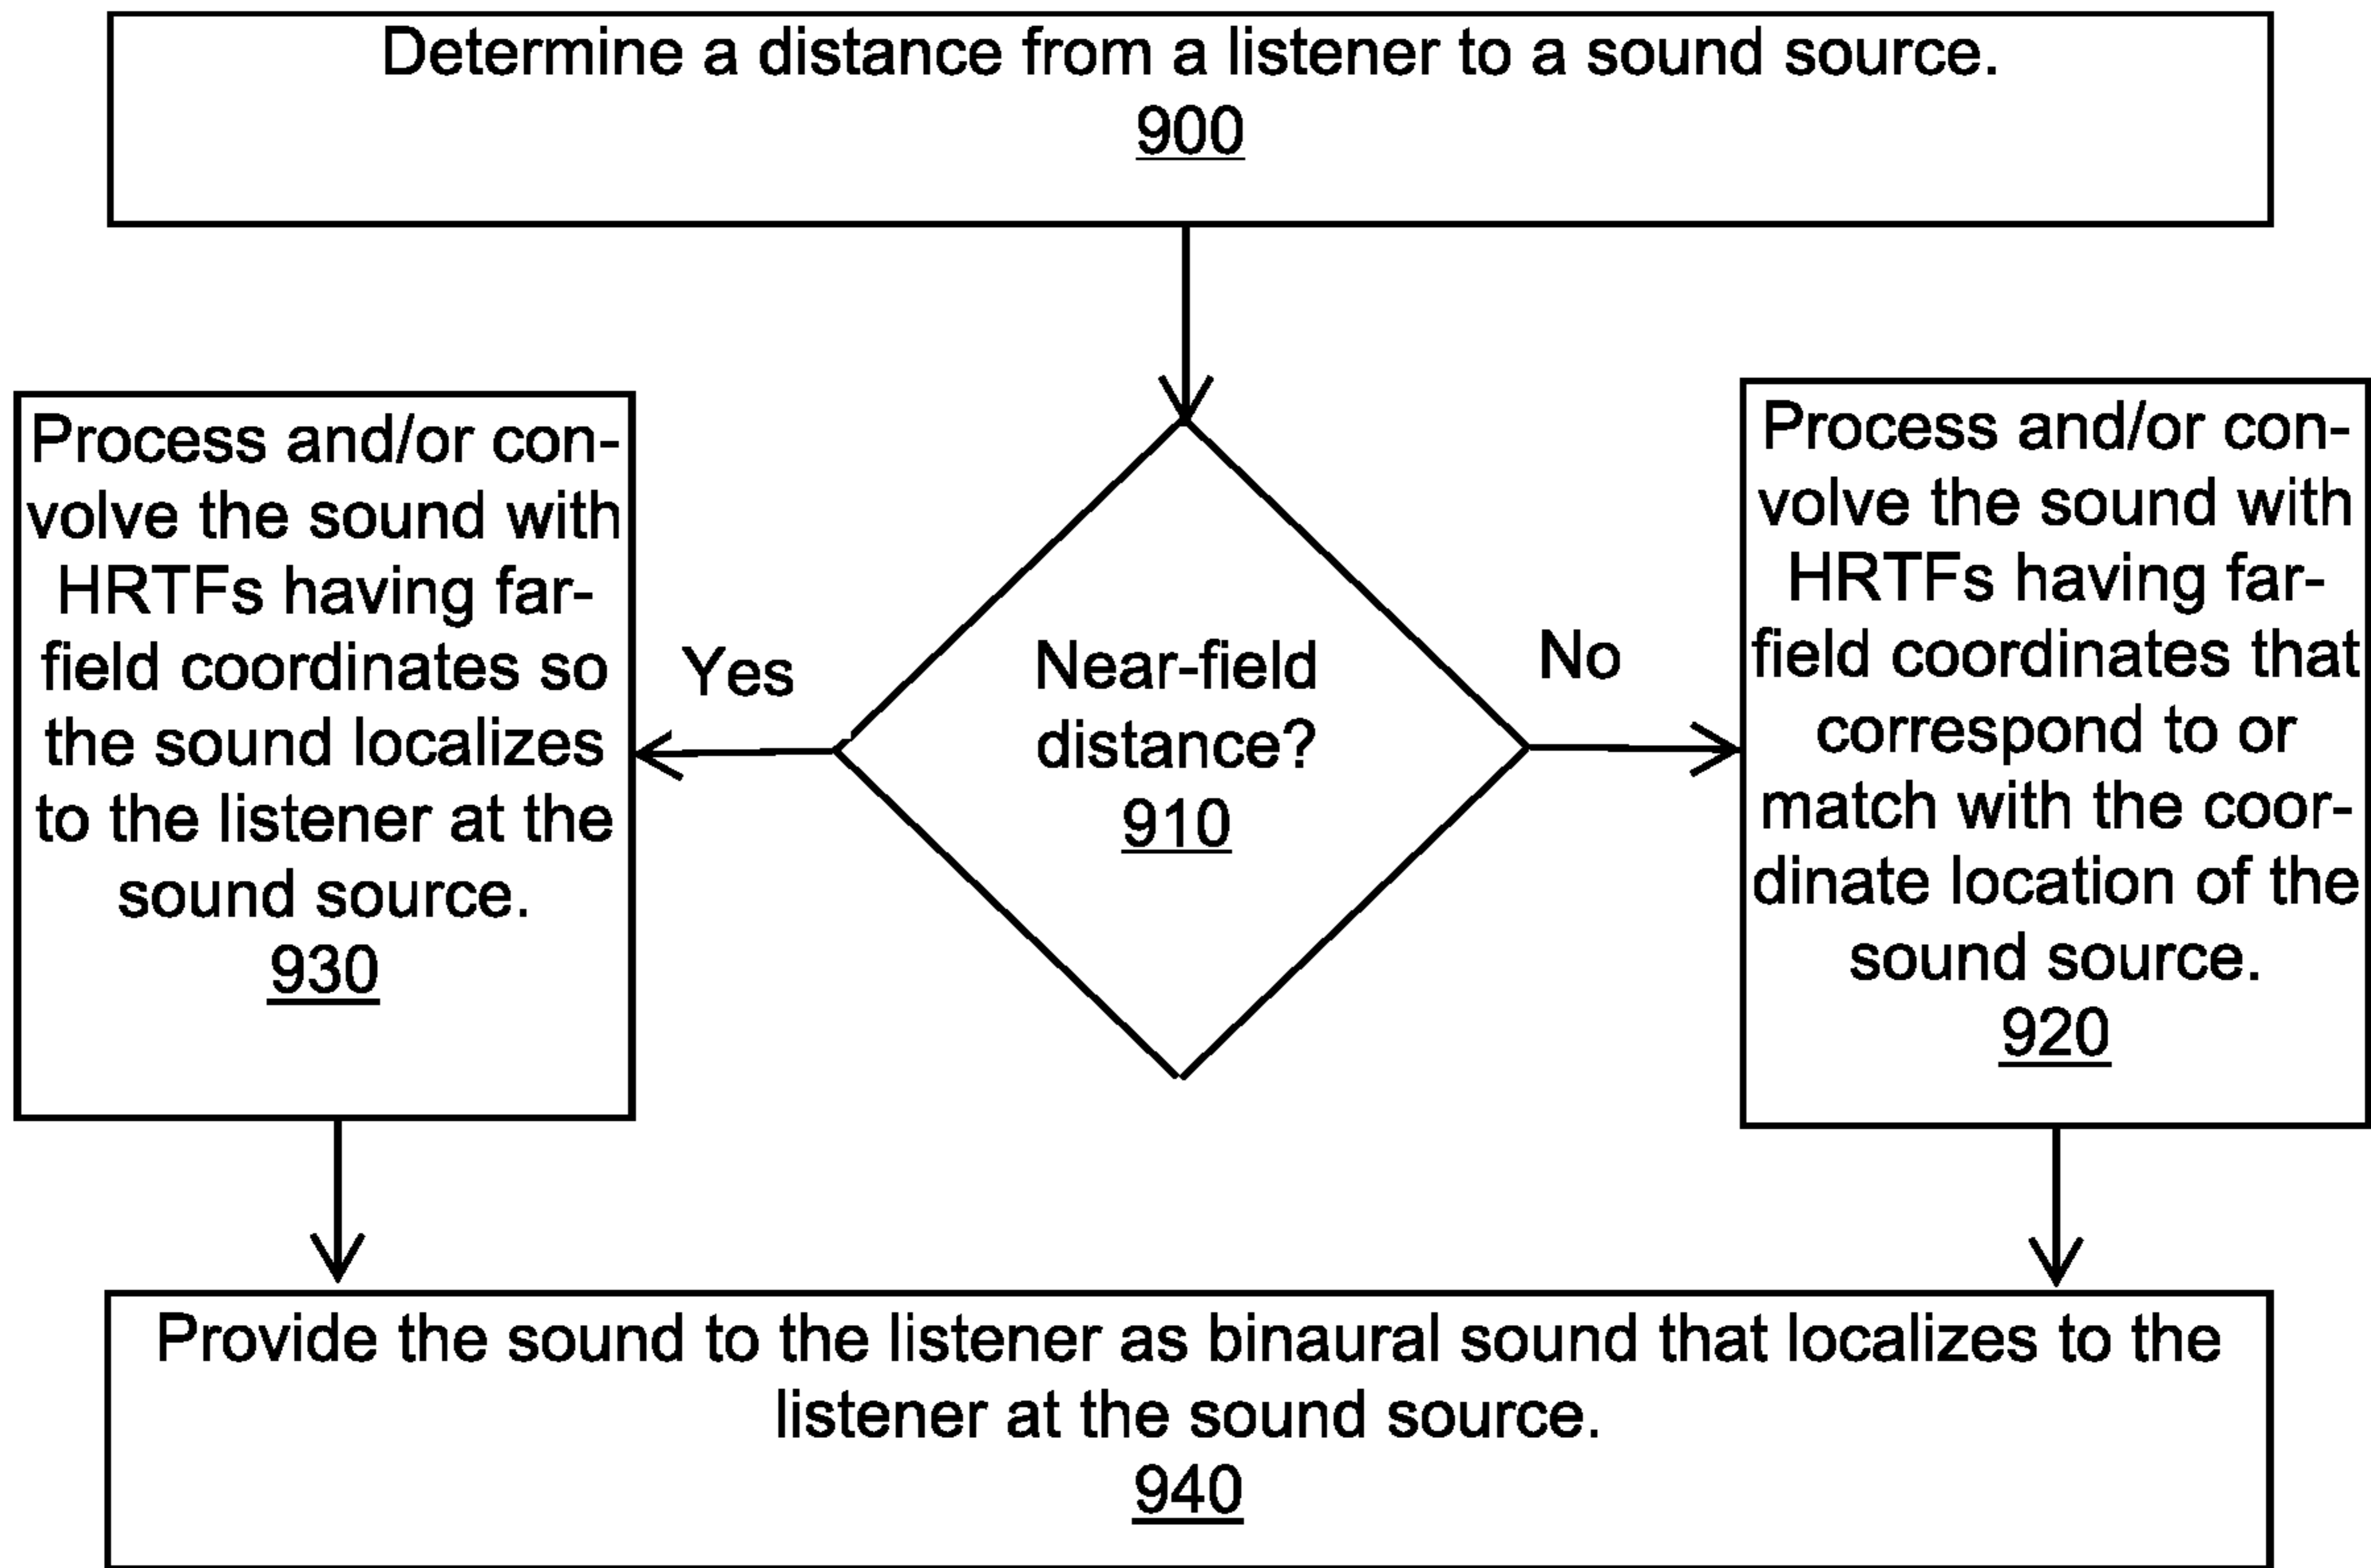 Determine a distance from a listener to a sound source.
900
Process and/or con-
volve the sound with
HRTFs having far-
field coordinates so
the sound localizes
to the listener at the
sound source.
930
Yes
Near-field
distance?
910
No
Process and/or con-
volve the sound with
HRTFs having far-
field coordinates that
correspond to or
match with the coor-
dinate location of the
sound source.
920
Provide the sound to the listener as binaural sound that localizes to the
listener at the sound source.
940